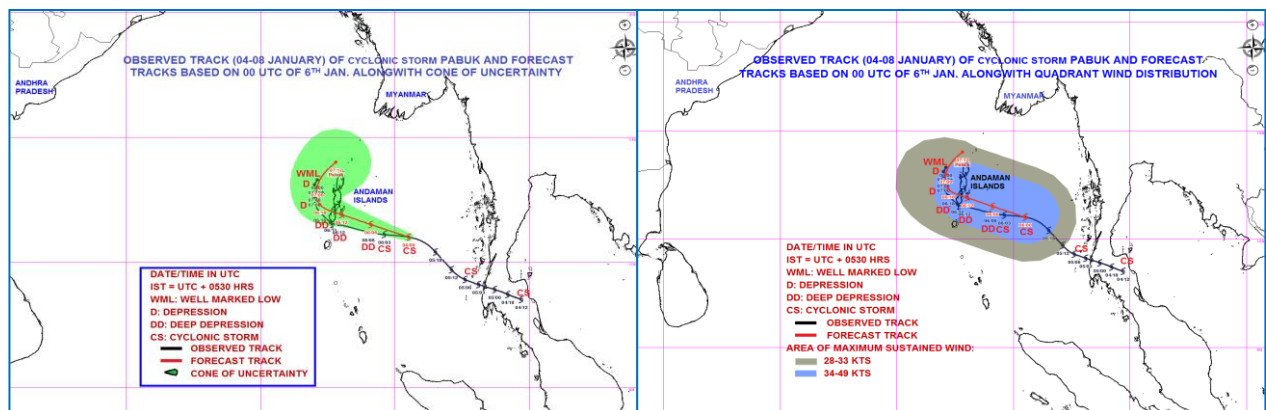 OBSERVED TRACK (04-08 JANUARY) OF CYCLONIC STORM PABUK AND FORECAST
TRACKS BASED ON 00 UTC OF 6TH JAN. ALONGWITH CONE OF UNCERTAINTY
ANDHRA
PRADESH
MYANMAR
WML
D
D
ANDAMAN
ISLANDS
DD
DD
DD
CS
CS
CS
CS
DATE/TIME IN UTC
IST = UTC + 0530 HRS
WML: WELL MARKED LOW
D: DEPRESSION
DD: DEEP DEPRESSION
CS: CYCLONIC STORM
OBSERVED TRACK
FORECAST TRACK
CONE OF UNCERTAINTY
OBSERVED TRACK (04-08 JANUARY) OF CYCLONIC STORM PABUK AND FORECAST
TRACKS BASED ON 00 UTC OF 6TH JAN. ALONGWITH QUADRANT WIND DISTRIBUTION
ANDHRA
PRADESH
MYANMAR
WML
D
D
ANDAMAN
ISLANDS
DD
DD
DD
CS
CS
CS
CS
DATE/TIME IN UTC
IST = UTC + 0530 HRS
WML: WELL MARKED LOW
D: DEPRESSION
DD: DEEP DEPRESSION
CS: CYCLONIC STORM
OBSERVED TRACK
FORECAST TRACK
AREA OF MAXIMUM SUSTAINED WIND:
28-33 KTS
34-49 KTS